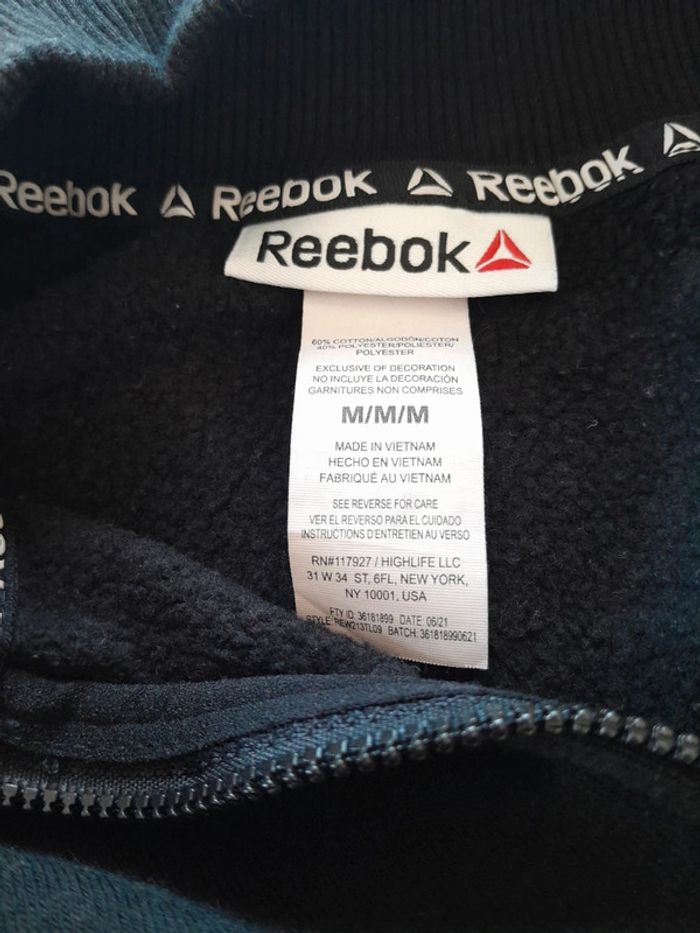 Reebok Reebok Reebok
Reebok
60% COTTON/ALGODÓN/COTON
40% POLYESTER/POLIESTER/
POLYESTER
EXCLUSIVE OF DECORATION
NO INCLUYE LA DECORACIÓN
GARNITURES NON COMPRISES
M/M/M
MADE IN VIETNAM
HECHO EN VIETNAM
FABRIQUÉ AU VIETNAM
SEE REVERSE FOR CARE
VER EL REVERSO PARA EL CUIDADO
INSTRUCTIONS D'ENTRETIEN AU VERSO
RN#117927 / HIGHLIFE LLC
31 W 34 ST, 6FL, NEW YORK,
NY 10001, USA
FTY ID: 36181899 DATE: 06/21
STYLE: REW213TL09 BATCH: 361818990621